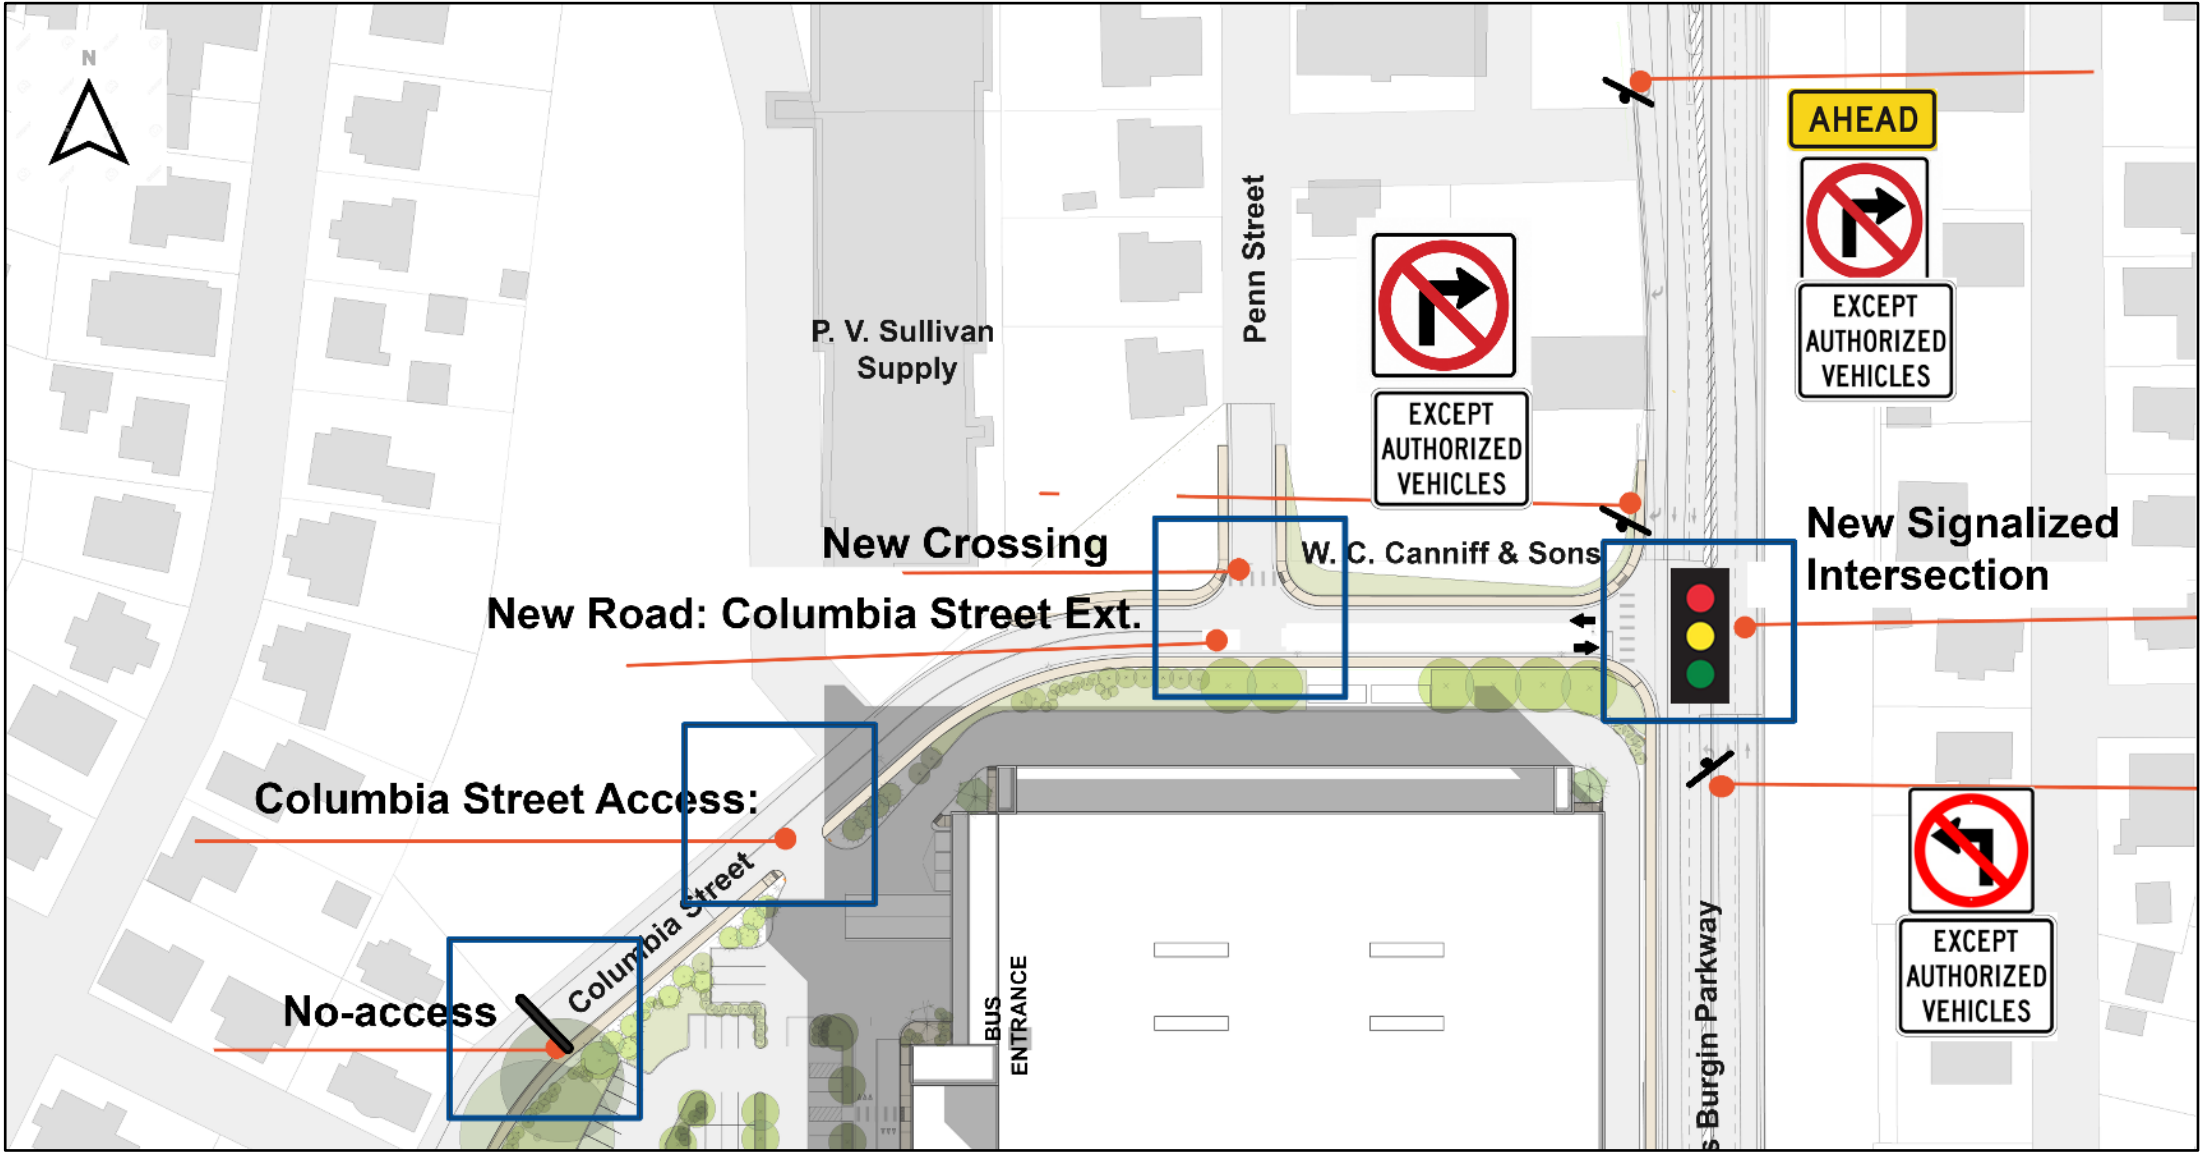 N
AHEAD
Penn Street
EXCEPT
AUTHORIZED
VEHICLES
P. V. Sullivan
Supply
EXCEPT
AUTHORIZED
VEHICLES
New Signalized
Intersection
New Crossing
W. C. Canniff & Sons
New Road: Columbia Street Ext.
Columbia Street Access:
Columbia Street
No-access
BUS
ENTRANCE
s Burgin Parkway
EXCEPT
AUTHORIZED
VEHICLES